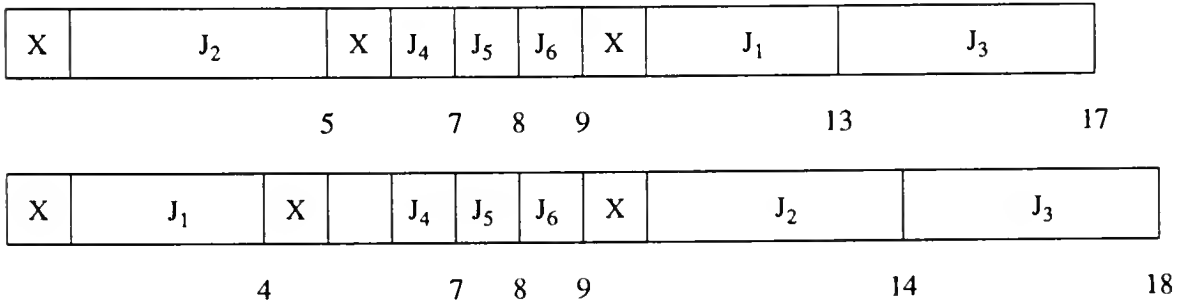 X J₂ X J₄ J₅ J₆ X J₁ J₃
5 7 8 9 13 17
X J₁ X J₄ J₅ J₆ X J₂ J₃
4 7 8 9 14 18